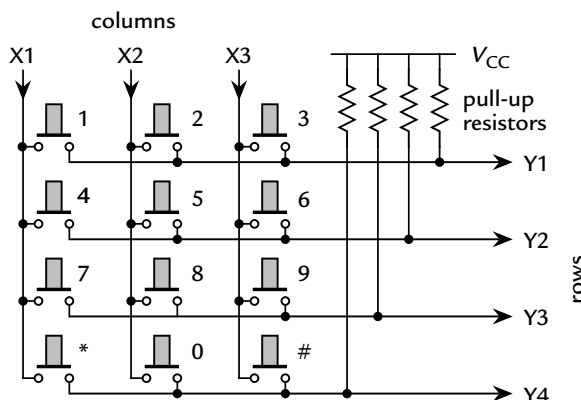 columns
X1 X2 X3
V_CC
pull-up
resistors
1 2 3
Y1
4 5 6
Y2
7 8 9
Y3
* 0 #
Y4
rows